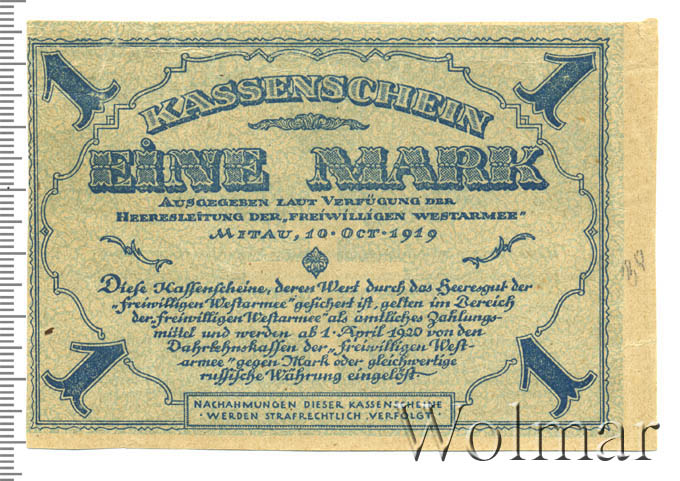 1 1
KASSENSCHEIN
EINE MARK
AUSGEGEBEN LAUT VERFÜGUNG DER
HEERESLEITUNG DER „FREIWILLIGEN WESTARMEE"
MITAU, 10·OCT·1919
Diese Kassenscheine, deren Wert durch das Heeresgut der
„freiwilligen Westarmee" gesichert ist, gelten im Bereich
der „freiwilligen Westarmee" als amtliches Zahlungs-
mittel und werden ab 1·April 1920 von den
Darlehnskassen der „freiwilligen West-
armee" gegen Mark oder gleichwertige
russische Währung eingelöst·
1 1
NACHAHMUNGEN DIESER KASSENSCHEINE
·WERDEN STRAFRECHTLICH VERFOLGT·
Wolmar